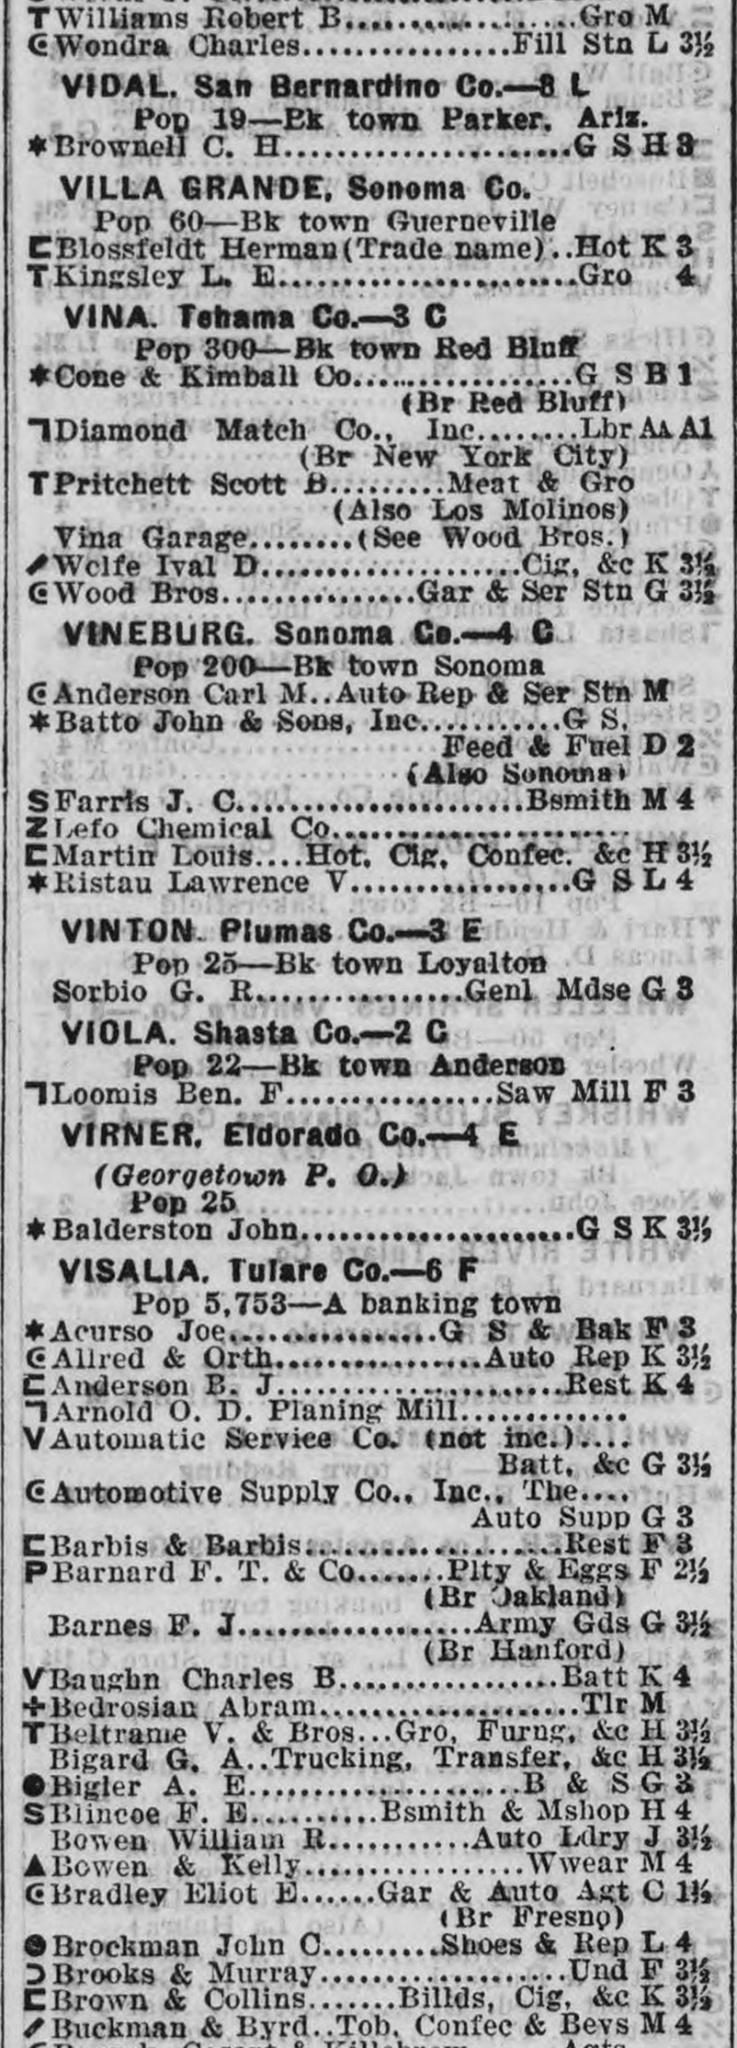 T Williams Robert B....................Gro M
G Wondra Charles..............Fill Stn L 3½
VIDAL, San Bernardino Co.—8 L
Pop 19—Bk town Parker, Ariz.
* Brownell C. H......................G S H 3
VILLA GRANDE, Sonoma Co.
Pop 60—Bk town Guerneville
Blossfeldt Herman (Trade name)..Hot K 3
T Kingsley L. E.......................Gro 4
VINA. Tehama Co.—3 C
Pop 300—Bk town Red Bluff
* Cone & Kimball Co.................G S B 1
(Br Red Bluff)
Diamond Match Co., Inc........Lbr AA A1
(Br New York City)
T Pritchett Scott B.........Meat & Gro
(Also Los Molinos)
Vina Garage........(See Wood Bros.)
Wolfe Ival D....................Cig, &c K 3½
G Wood Bros..............Gar & Ser Stn G 3½
VINEBURG. Sonoma Co.—4 C
Pop 200—Bk town Sonoma
G Anderson Carl M..Auto Rep & Ser Stn M
* Batto John & Sons, Inc...........G S,
Feed & Fuel D 2
(Also Sonoma)
S Farris J. C......................Bsmith M 4
Z Lefo Chemical Co.......................
Martin Louis....Hot, Cig, Confec, &c H 3½
* Ristau Lawrence V.................G S L 4
VINTON. Plumas Co.—3 E
Pop 25—Bk town Loyalton
Sorbio G. R.................Genl Mdse G 3
VIOLA. Shasta Co.—2 C
Pop 22—Bk town Anderson
Loomis Ben. F................Saw Mill F 3
VIRNER, Eldorado Co.—4 E
(Georgetown P. O.)
Pop 25
* Balderston John.....................G S K 3½
VISALIA, Tulare Co.—6 F
Pop 5,753—A banking town
* Acurso Joe................G S & Bak F 3
G Allred & Orth................Auto Rep K 3½
Anderson B. J......................Rest K 4
Arnold O. D. Planing Mill.............
V Automatic Service Co. (not inc.)....
Batt, &c G 3½
G Automotive Supply Co., Inc., The....
Auto Supp G 3
Barbis & Barbis....................Rest F 3
P Barnard F. T. & Co.......Plty & Eggs F 2½
(Br Oakland)
Barnes F. J..................Army Gds G 3½
(Br Hanford)
V Baughn Charles B.................Batt K 4
+ Bedrosian Abram....................Tlr M
T Beltrame V. & Bros...Gro, Furng, &c H 3½
Bigard G. A..Trucking, Transfer, &c H 3½
● Bigler A. E.....................B & S G 3
S Blincoe F. E..........Bsmith & Mshop H 4
Bowen William R...........Auto Ldry J 3½
▲ Bowen & Kelly.................Wwear M 4
G Bradley Eliot E......Gar & Auto Agt C 1½
(Br Fresno)
Brockman John C.........Shoes & Rep L 4
Brooks & Murray...................Und F 3½
Brown & Collins.......Billds, Cig, &c K 3½
Buckman & Byrd..Tob, Confec & Bevs M 4